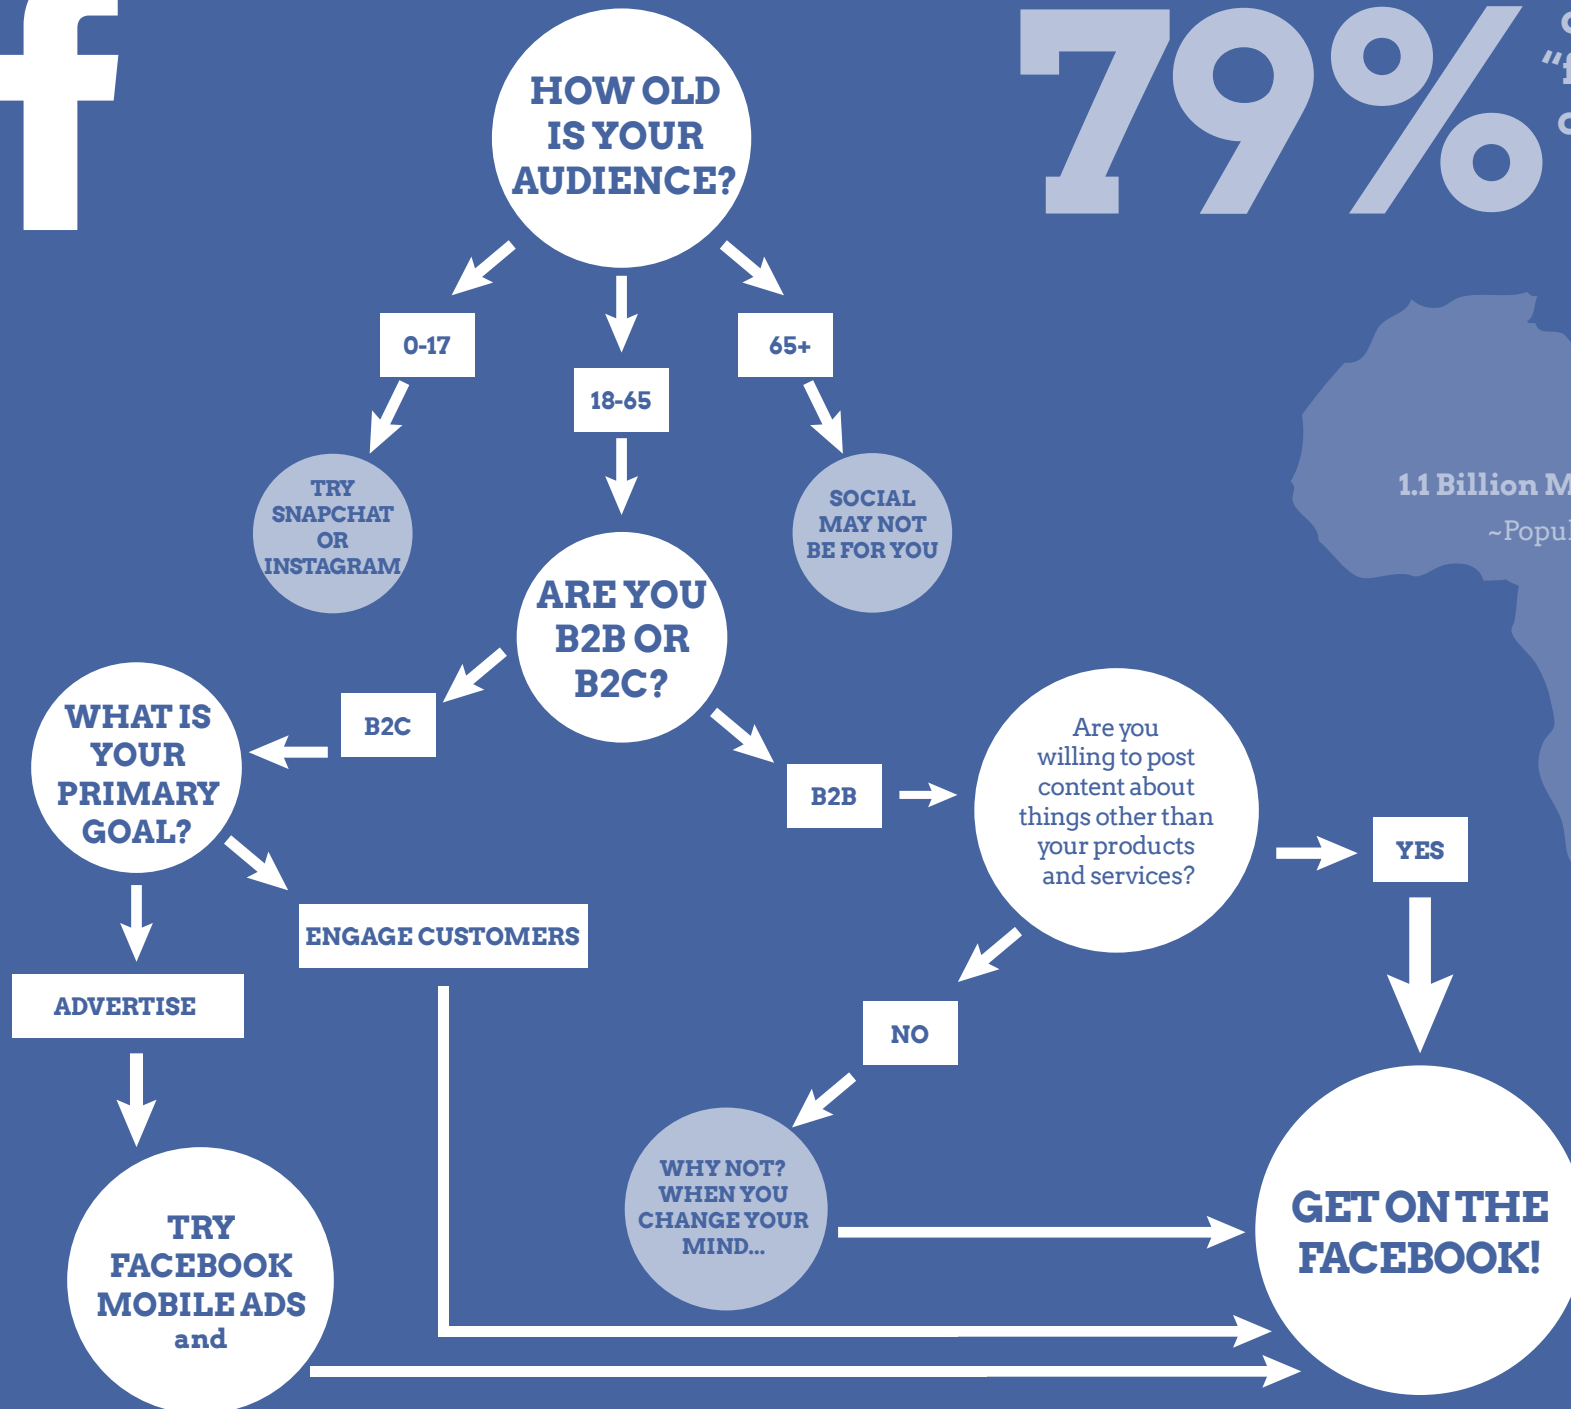 f
79%
HOW OLD
IS YOUR
AUDIENCE?
0-17
18-65
65+
TRY
SNAPCHAT
OR
INSTAGRAM
SOCIAL
MAY NOT
BE FOR YOU
1.1 Billion
ARE YOU
B2B OR
B2C?
B2C
B2B
WHAT IS
YOUR
PRIMARY
GOAL?
Are you
willing to post
content about
things other than
your products
and services?
YES
ENGAGE CUSTOMERS
ADVERTISE
NO
WHY NOT?
WHEN YOU
CHANGE YOUR
MIND...
TRY
FACEBOOK
MOBILE ADS
and
GET ON THE
FACEBOOK!